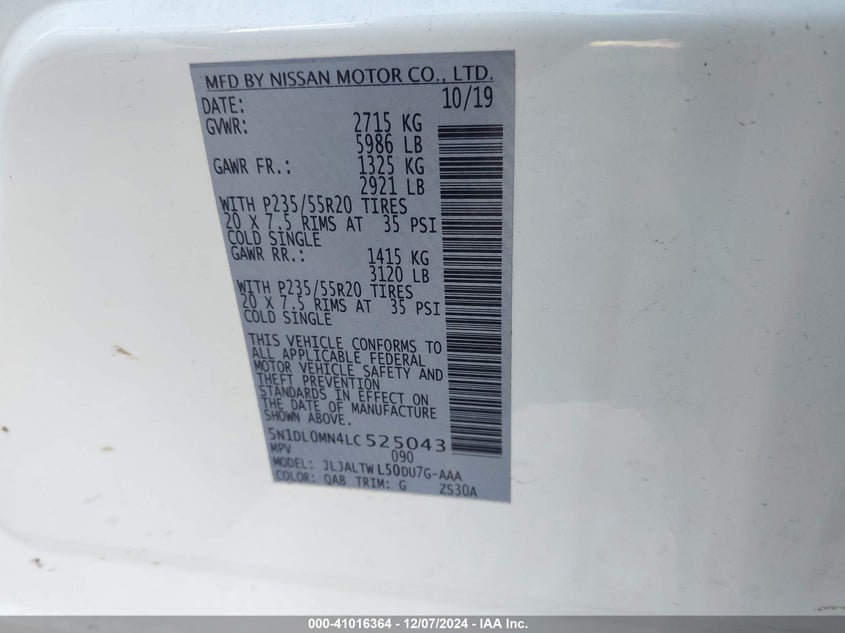 MFD BY NISSAN MOTOR CO., LTD.
DATE: 10/19
GVWR: 2715 KG
5986 LB
GAWR FR.: 1325 KG
2921 LB
WITH P235/55R20 TIRES
20 X 7.5 RIMS AT 35 PSI
COLD SINGLE
GAWR RR.: 1415 KG
3120 LB
WITH P235/55R20 TIRES
20 X 7.5 RIMS AT 35 PSI
COLD SINGLE
THIS VEHICLE CONFORMS TO
ALL APPLICABLE FEDERAL
MOTOR VEHICLE SAFETY AND
THEFT PREVENTION
STANDARDS IN EFFECT ON
THE DATE OF MANUFACTURE
SHOWN ABOVE.
5N1DL0MN4LC525043
MPV 090
MODEL: JLJALTWL50DU7G-AAA
COLOR: QAB TRIM: G ZS30A
000-41016364 - 12/07/2024 - IAA Inc.